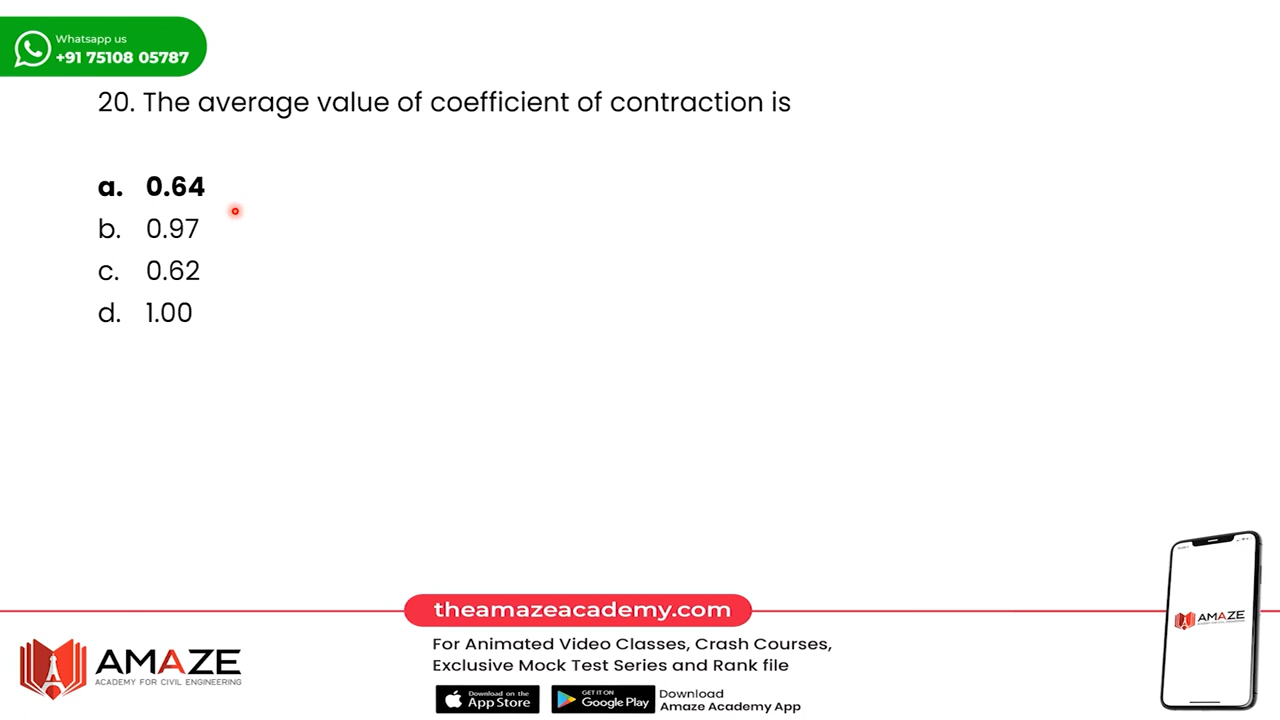 Whatsapp us
+91 75108 05787
20. The average value of coefficient of contraction is
a. 0.64
b. 0.97
c. 0.62
d. 1.00
theamazeacademy.com
For Animated Video Classes, Crash Courses,
Exclusive Mock Test Series and Rank file
AMAZE
ACADEMY FOR CIVIL ENGINEERING
Download on the
App Store
GET IT ON
Google Play
Download
Amaze Academy App
AMAZE